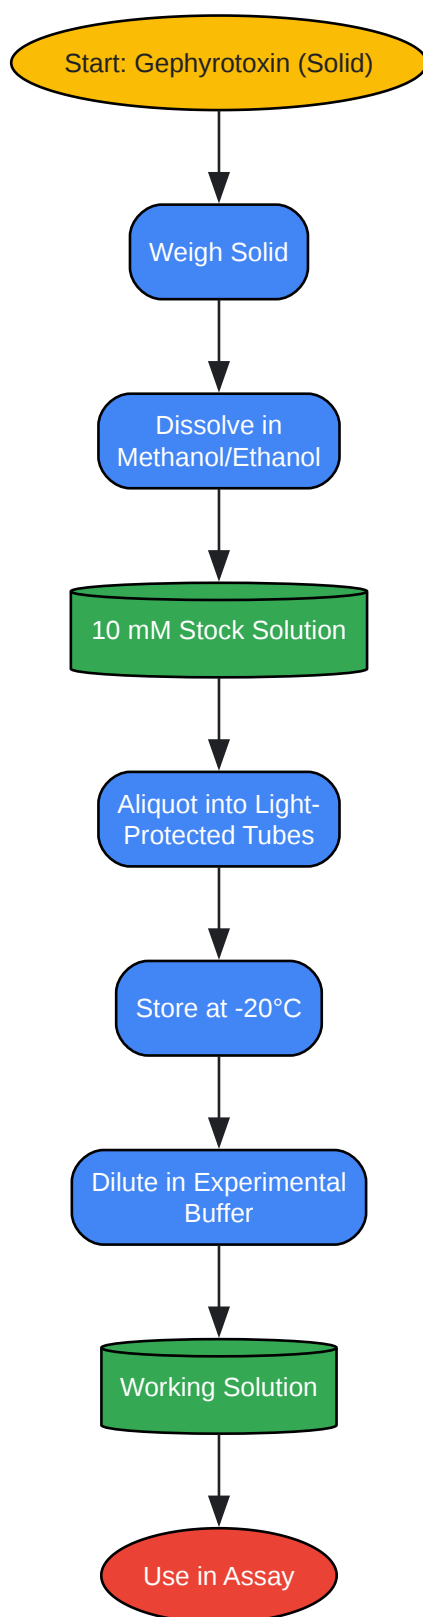 Start: Gephyrotoxin (Solid)
Weigh Solid
Dissolve in
Methanol/Ethanol
10 mM Stock Solution
Aliquot into Light-
Protected Tubes
Store at -20°C
Dilute in Experimental
Buffer
Working Solution
Use in Assay